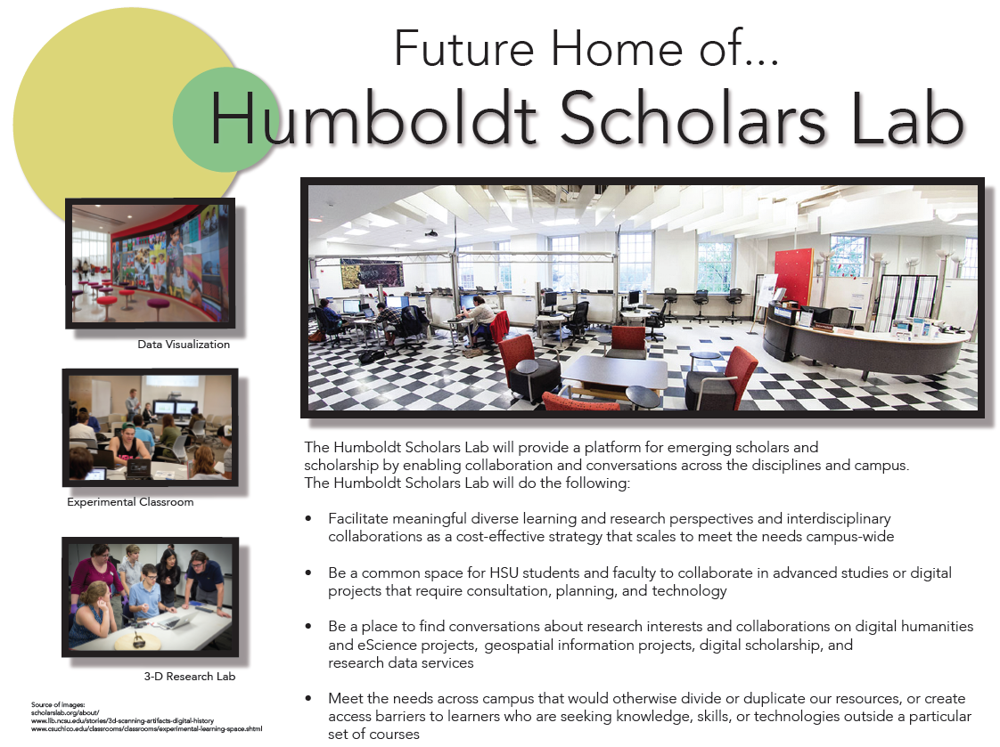 Future Home of...
Humboldt Scholars Lab
Data Visualization
Experimental Classroom
3-D Research Lab
The Humboldt Scholars Lab will provide a platform for emerging scholars and
scholarship by enabling collaboration and conversations across the disciplines and campus.
The Humboldt Scholars Lab will do the following:
• Facilitate meaningful diverse learning and research perspectives and interdisciplinary
collaborations as a cost-effective strategy that scales to meet the needs campus-wide
• Be a common space for HSU students and faculty to collaborate in advanced studies or digital
projects that require consultation, planning, and technology
• Be a place to find conversations about research interests and collaborations on digital humanities
and eScience projects, geospatial information projects, digital scholarship, and
research data services
• Meet the needs across campus that would otherwise divide or duplicate our resources, or create
access barriers to learners who are seeking knowledge, skills, or technologies outside a particular
set of courses
Source of images:
scholarslab.org/about/
www.lib.ncsu.edu/stories/3d-scanning-artifacts-digital-history
www.csuchico.edu/classrooms/classrooms/experimental-learning-space.shtml